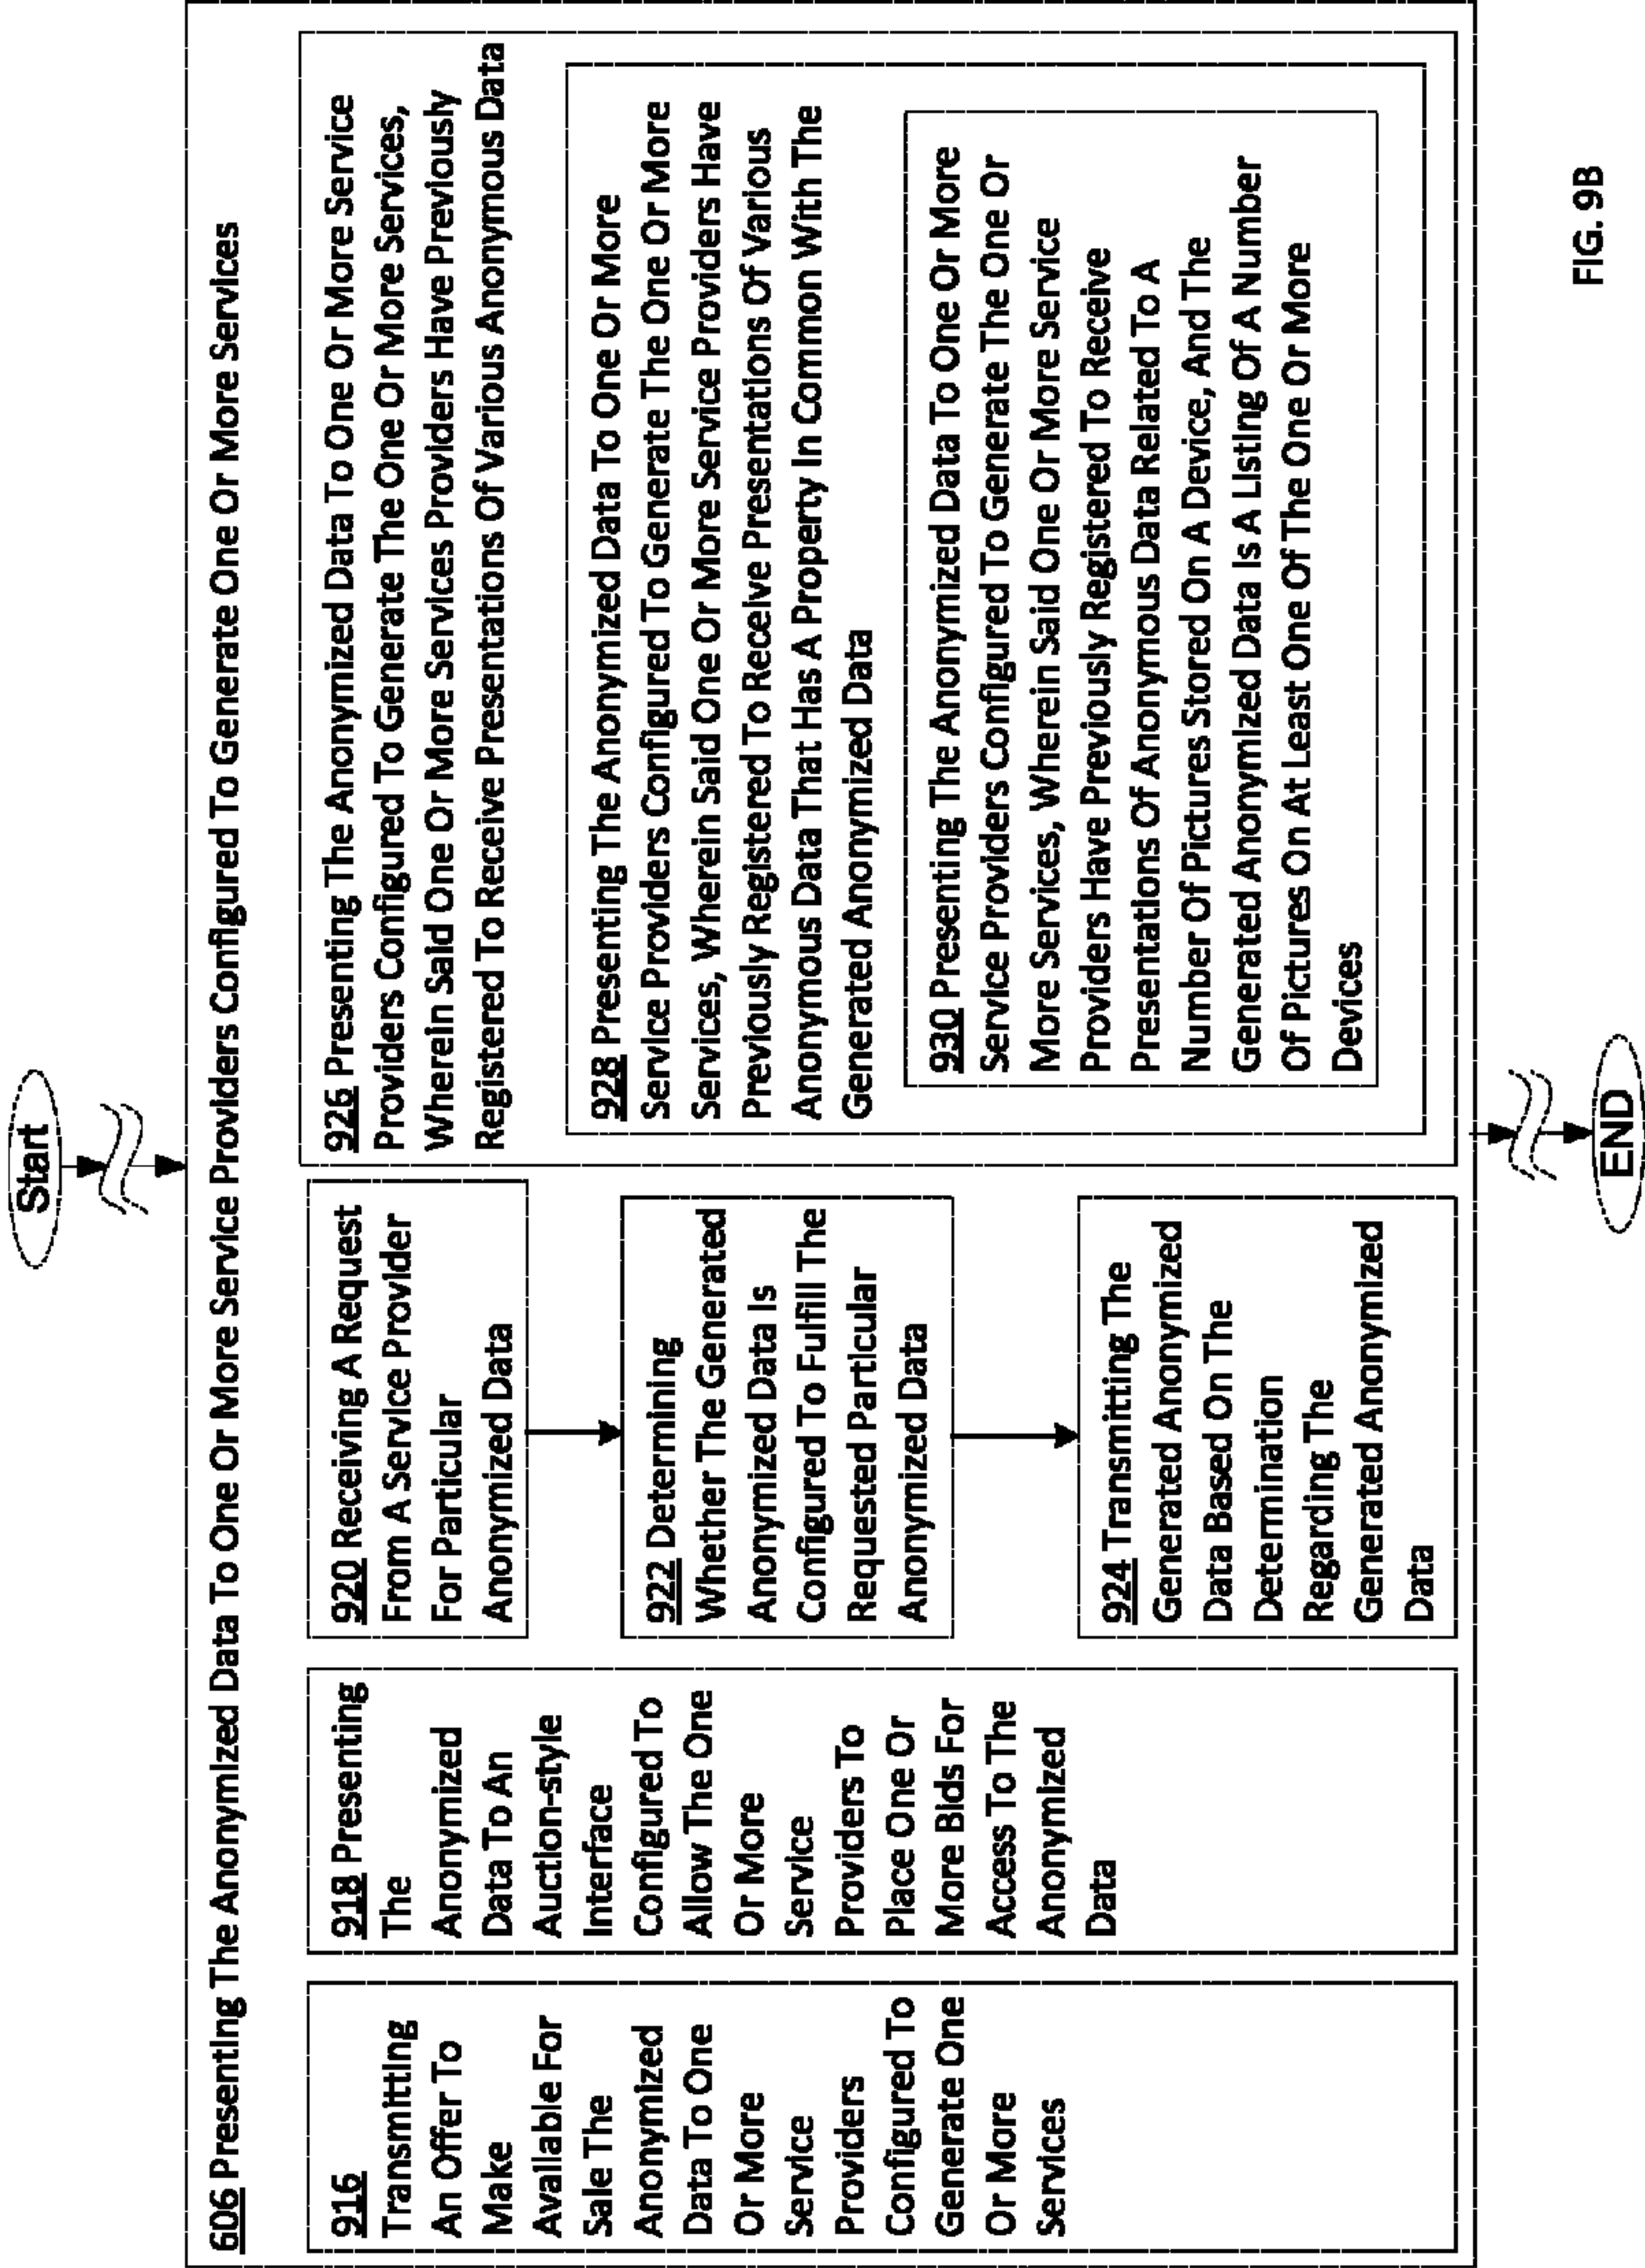 Start
606 Presenting The Anonymized Data To One Or More Service Providers Configured To Generate One Or More Services
916
Transmitting
An Offer To
Make
Available For
Sale The
Anonymized
Data To One
Or More
Service
Providers
Configured To
Generate One
Or More
Services
918 Presenting
The
Anonymized
Data To An
Auction-style
Interface
Configured To
Allow The One
Or More
Service
Providers To
Place One Or
More Bids For
Access To The
Anonymized
Data
920 Receiving A Request
From A Service Provider
For Particular
Anonymized Data
922 Determining
Whether The Generated
Anonymized Data Is
Configured To Fulfill The
Requested Particular
Anonymized Data
924 Transmitting The
Generated Anonymized
Data Based On The
Determination
Regarding The
Generated Anonymized
Data
926 Presenting The Anonymized Data To One Or More Service
Providers Configured To Generate The One Or More Services,
Wherein Said One Or More Services Providers Have Previously
Registered To Receive Presentations Of Various Anonymous Data
928 Presenting The Anonymized Data To One Or More
Service Providers Configured To Generate The One Or More
Services, Wherein Said One Or More Service Providers Have
Previously Registered To Receive Presentations Of Various
Anonymous Data That Has A Property In Common With The
Generated Anonymized Data
930 Presenting The Anonymized Data To One Or More
Service Providers Configured To Generate The One Or
More Services, Wherein Said One Or More Service
Providers Have Previously Registered To Receive
Presentations Of Anonymous Data Related To A
Number Of Pictures Stored On A Device, And The
Generated Anonymized Data Is A Listing Of A Number
Of Pictures On At Least One Of The One Or More
Devices
END
FIG. 9B